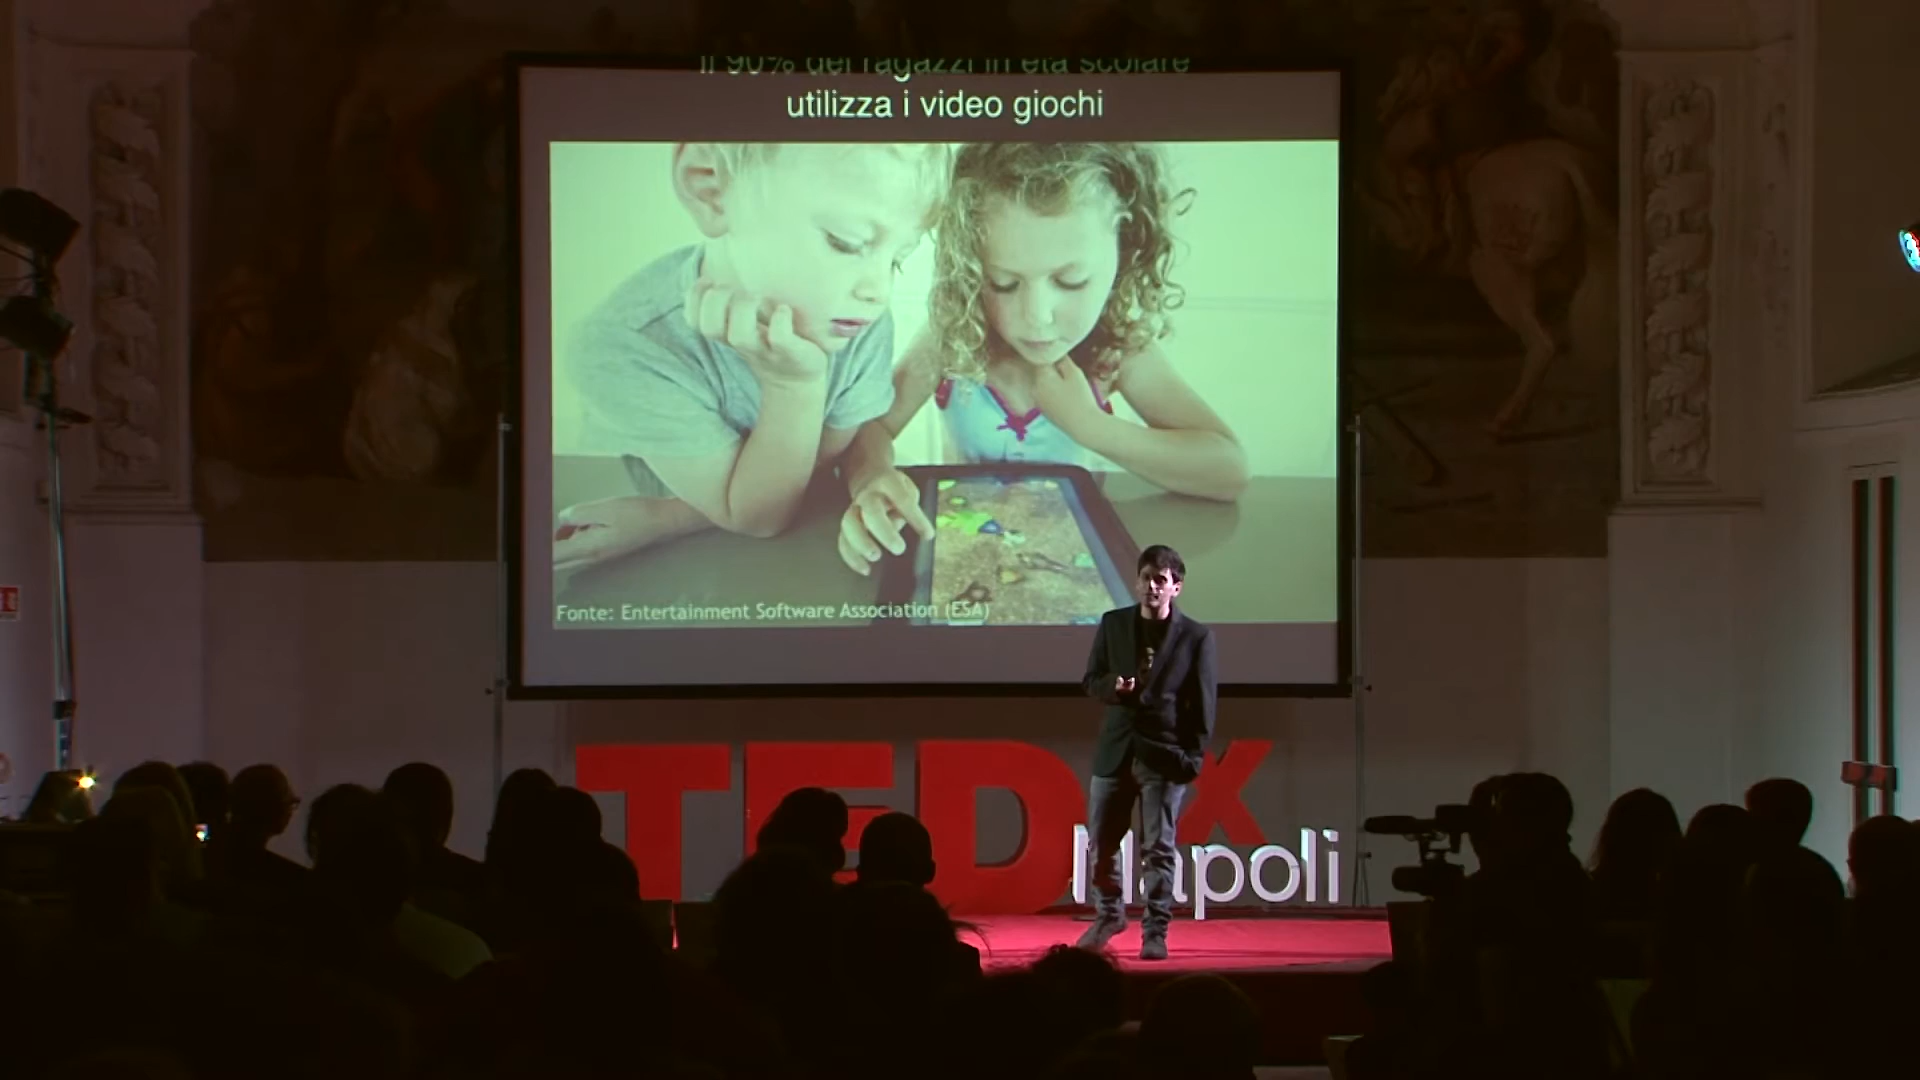 Il 90% dei ragazzi in età scolare
utilizza i video giochi
Fonte: Entertainment Software Association (ESA)
TEDx
Napoli